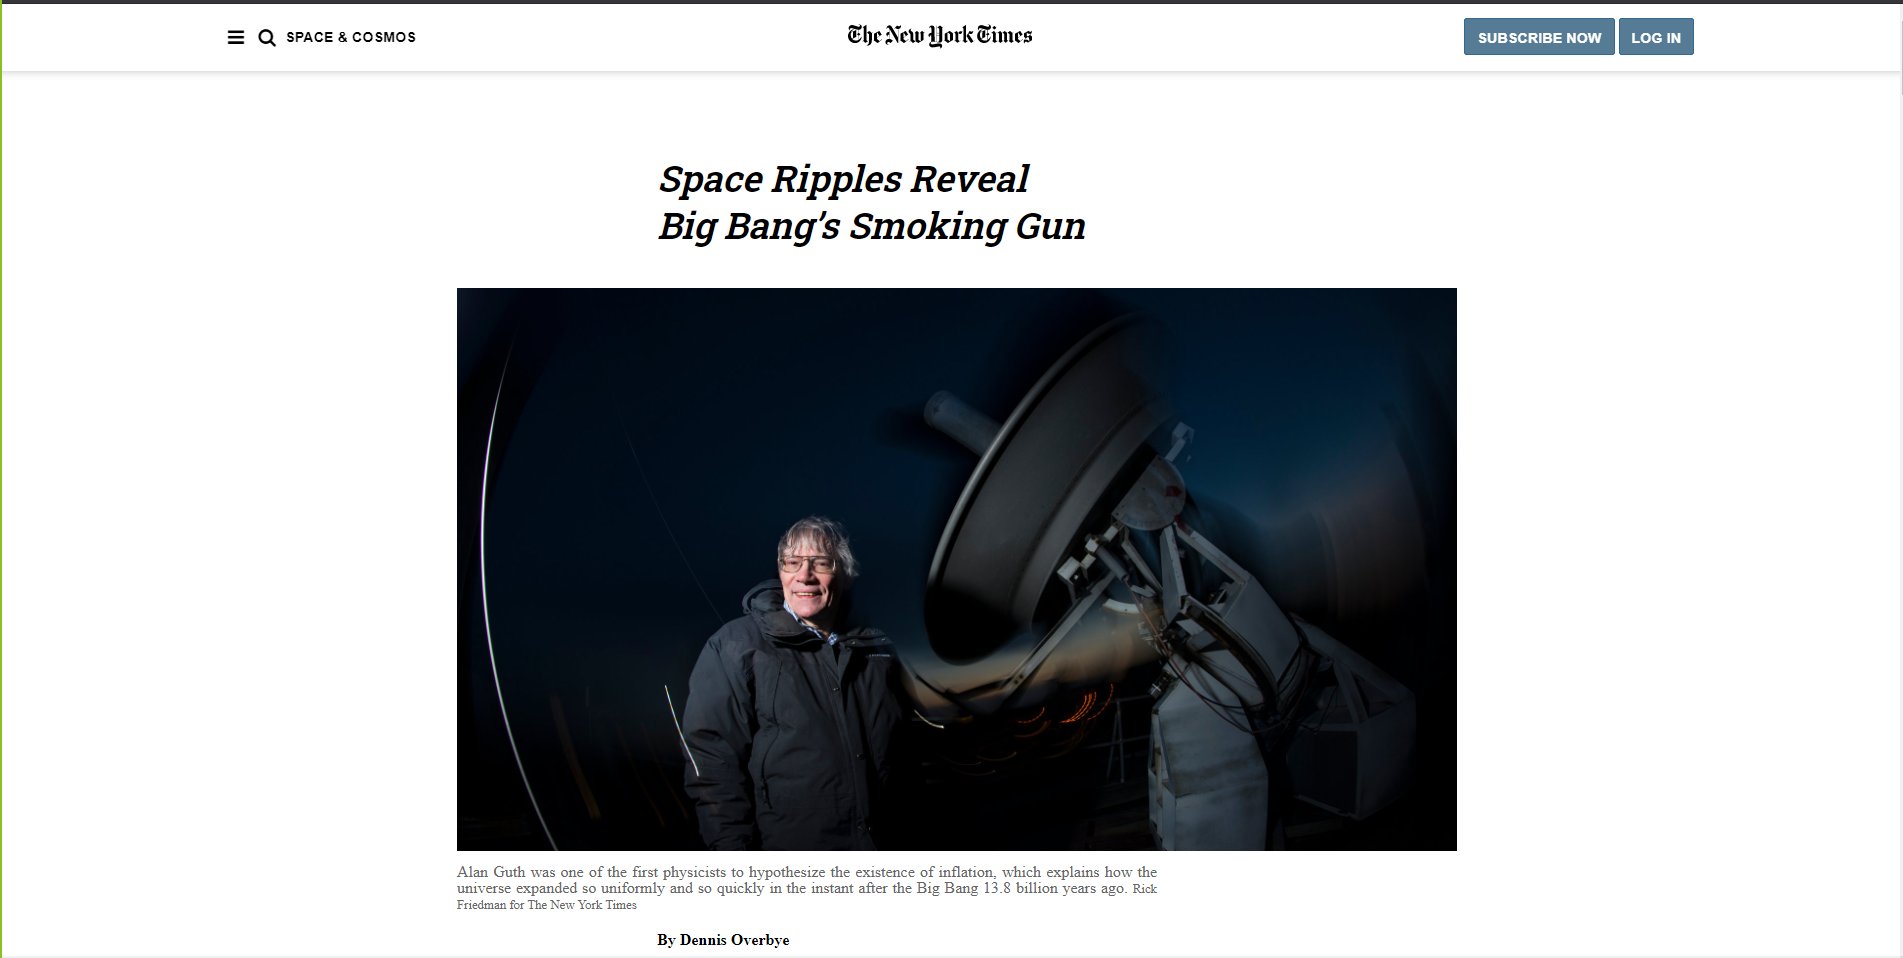 SPACE & COSMOS
The New York Times
SUBSCRIBE NOW
LOG IN
Space Ripples Reveal
Big Bang’s Smoking Gun
Alan Guth was one of the first physicists to hypothesize the existence of inflation, which explains how the
universe expanded so uniformly and so quickly in the instant after the Big Bang 13.8 billion years ago. Rick
Friedman for The New York Times
By Dennis Overbye